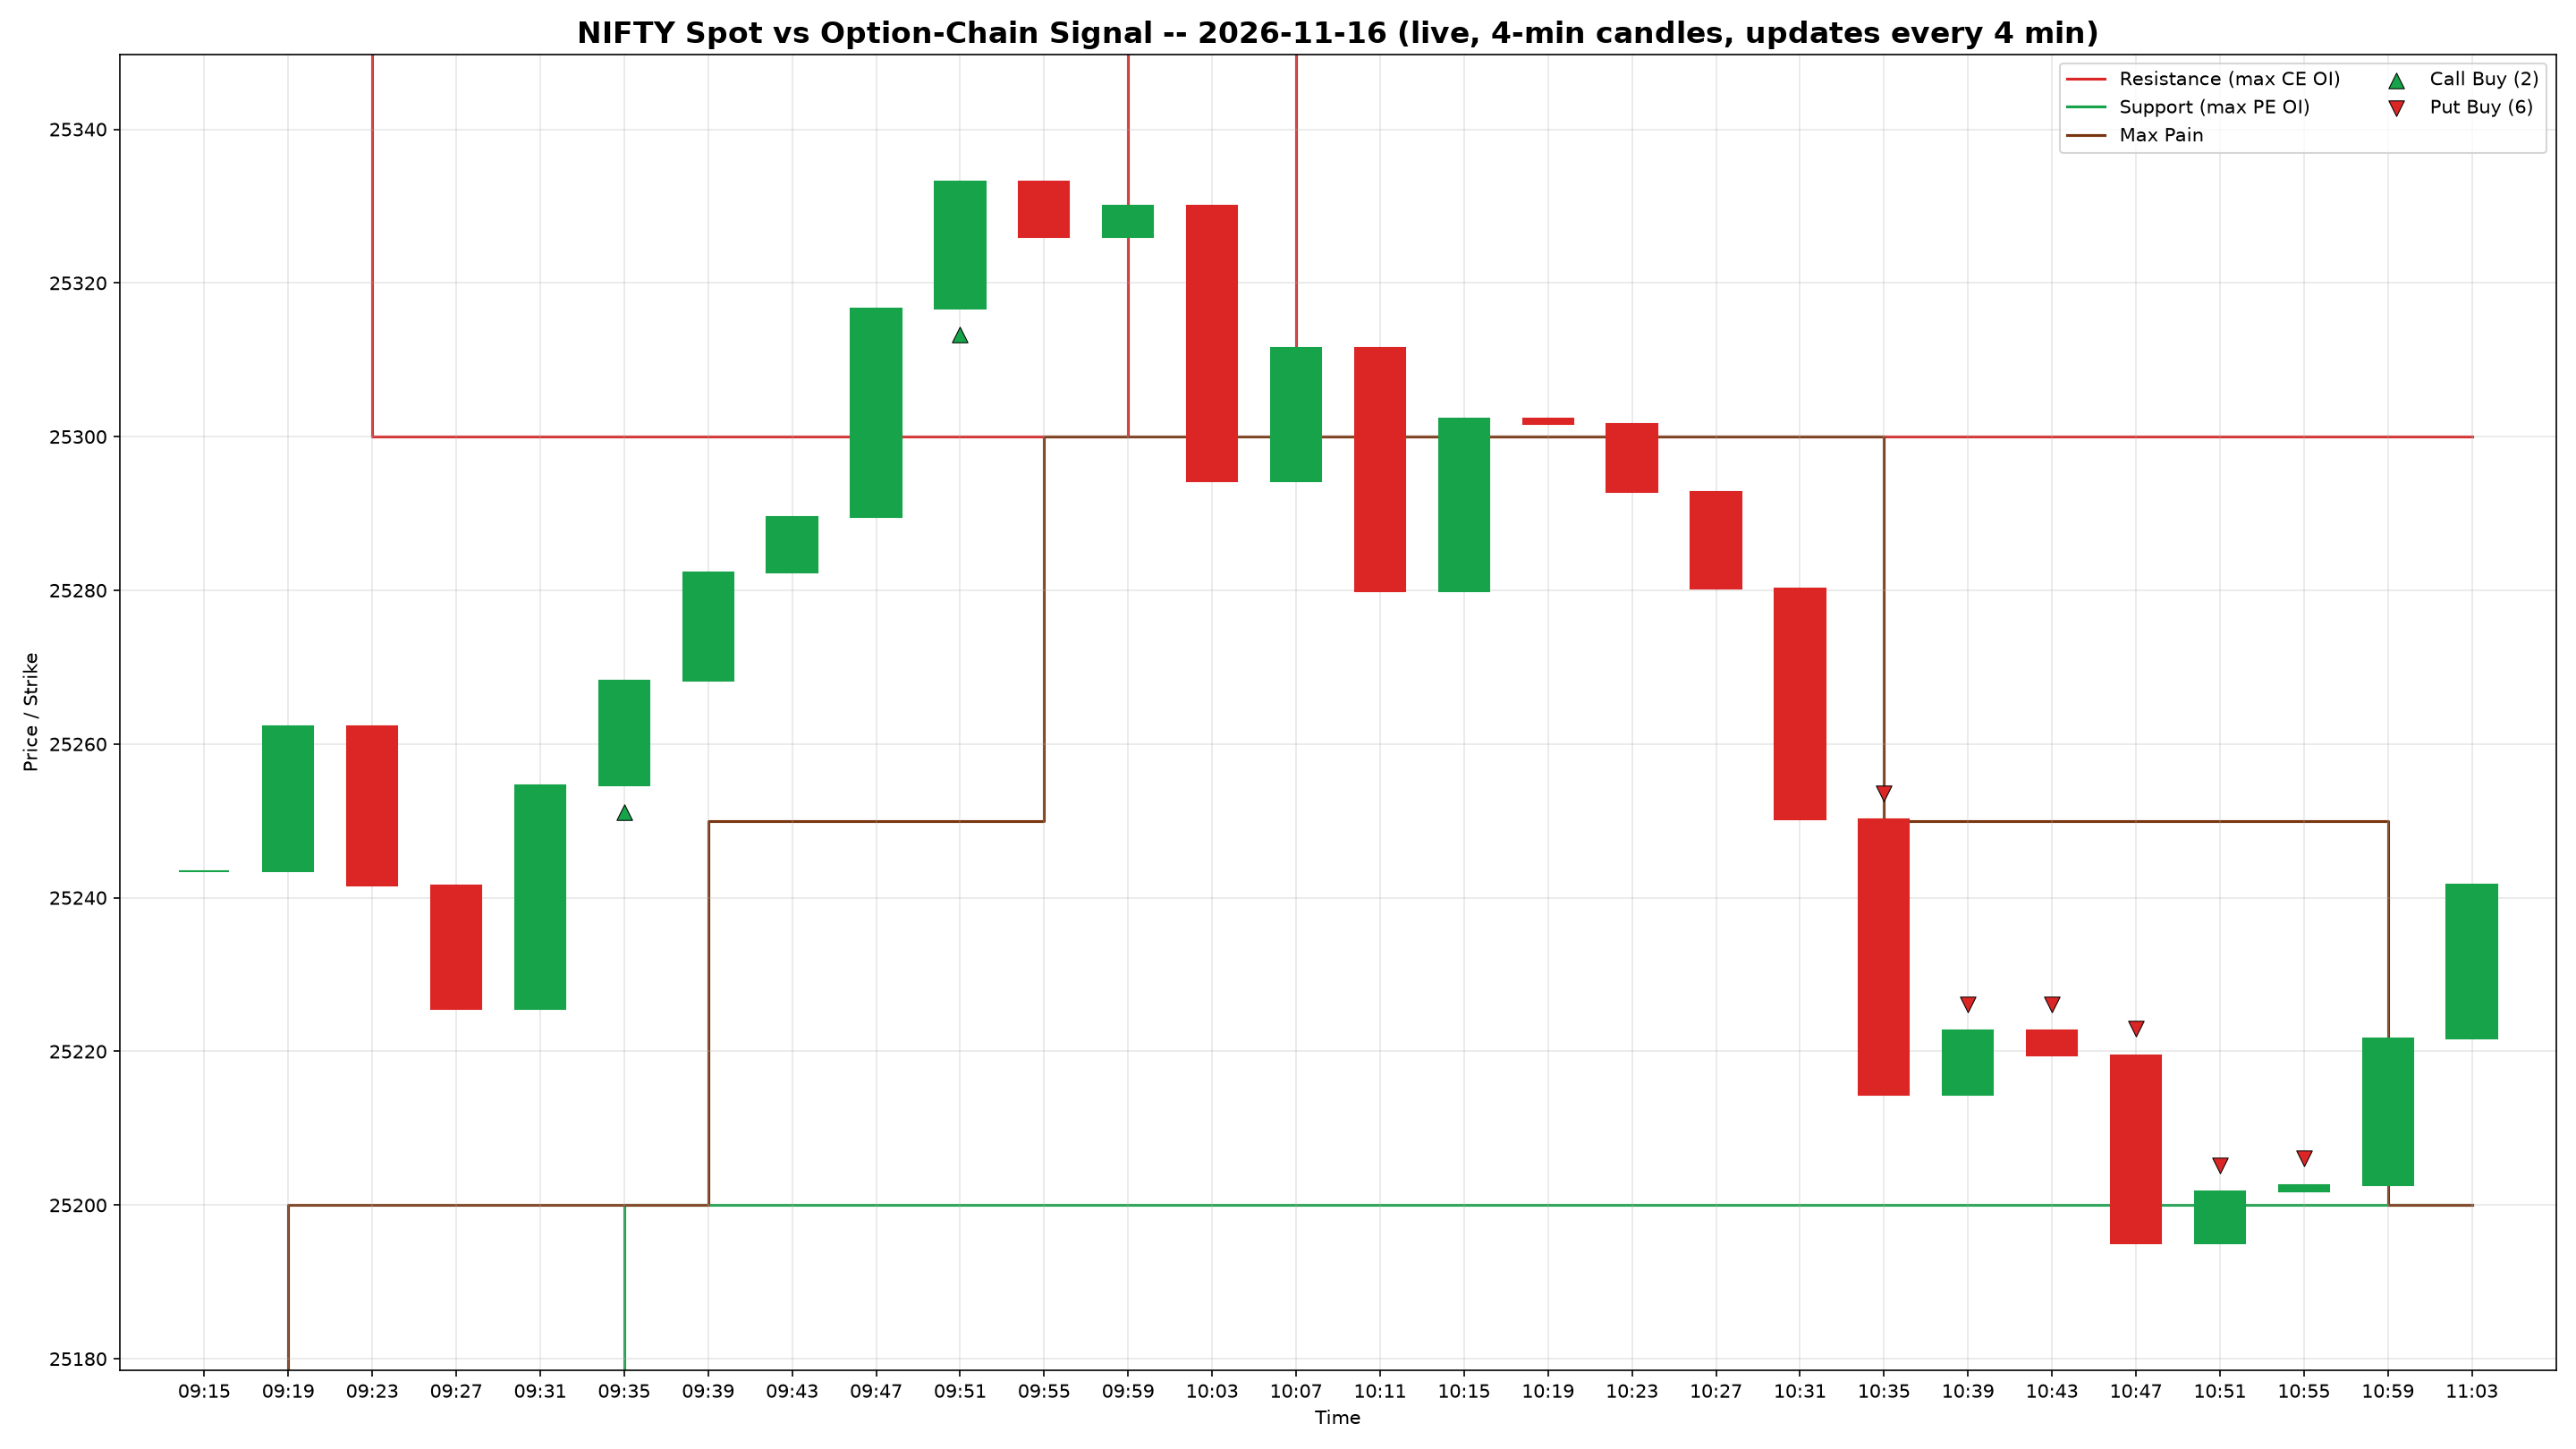 NIFTY Spot vs Option-Chain Signal -- 2026-11-16 (live, 4-min candles, updates every 4 min)
Resistance (max CE OI)
Support (max PE OI)
Max Pain
Call Buy (2)
Put Buy (6)
Price / Strike
25340
25320
25300
25280
25260
25240
25220
25200
25180
09:15 09:19 09:23 09:27 09:31 09:35 09:39 09:43 09:47 09:51 09:55 09:59 10:03 10:07 10:11 10:15 10:19 10:23 10:27 10:31 10:35 10:39 10:43 10:47 10:51 10:55 10:59 11:03
Time